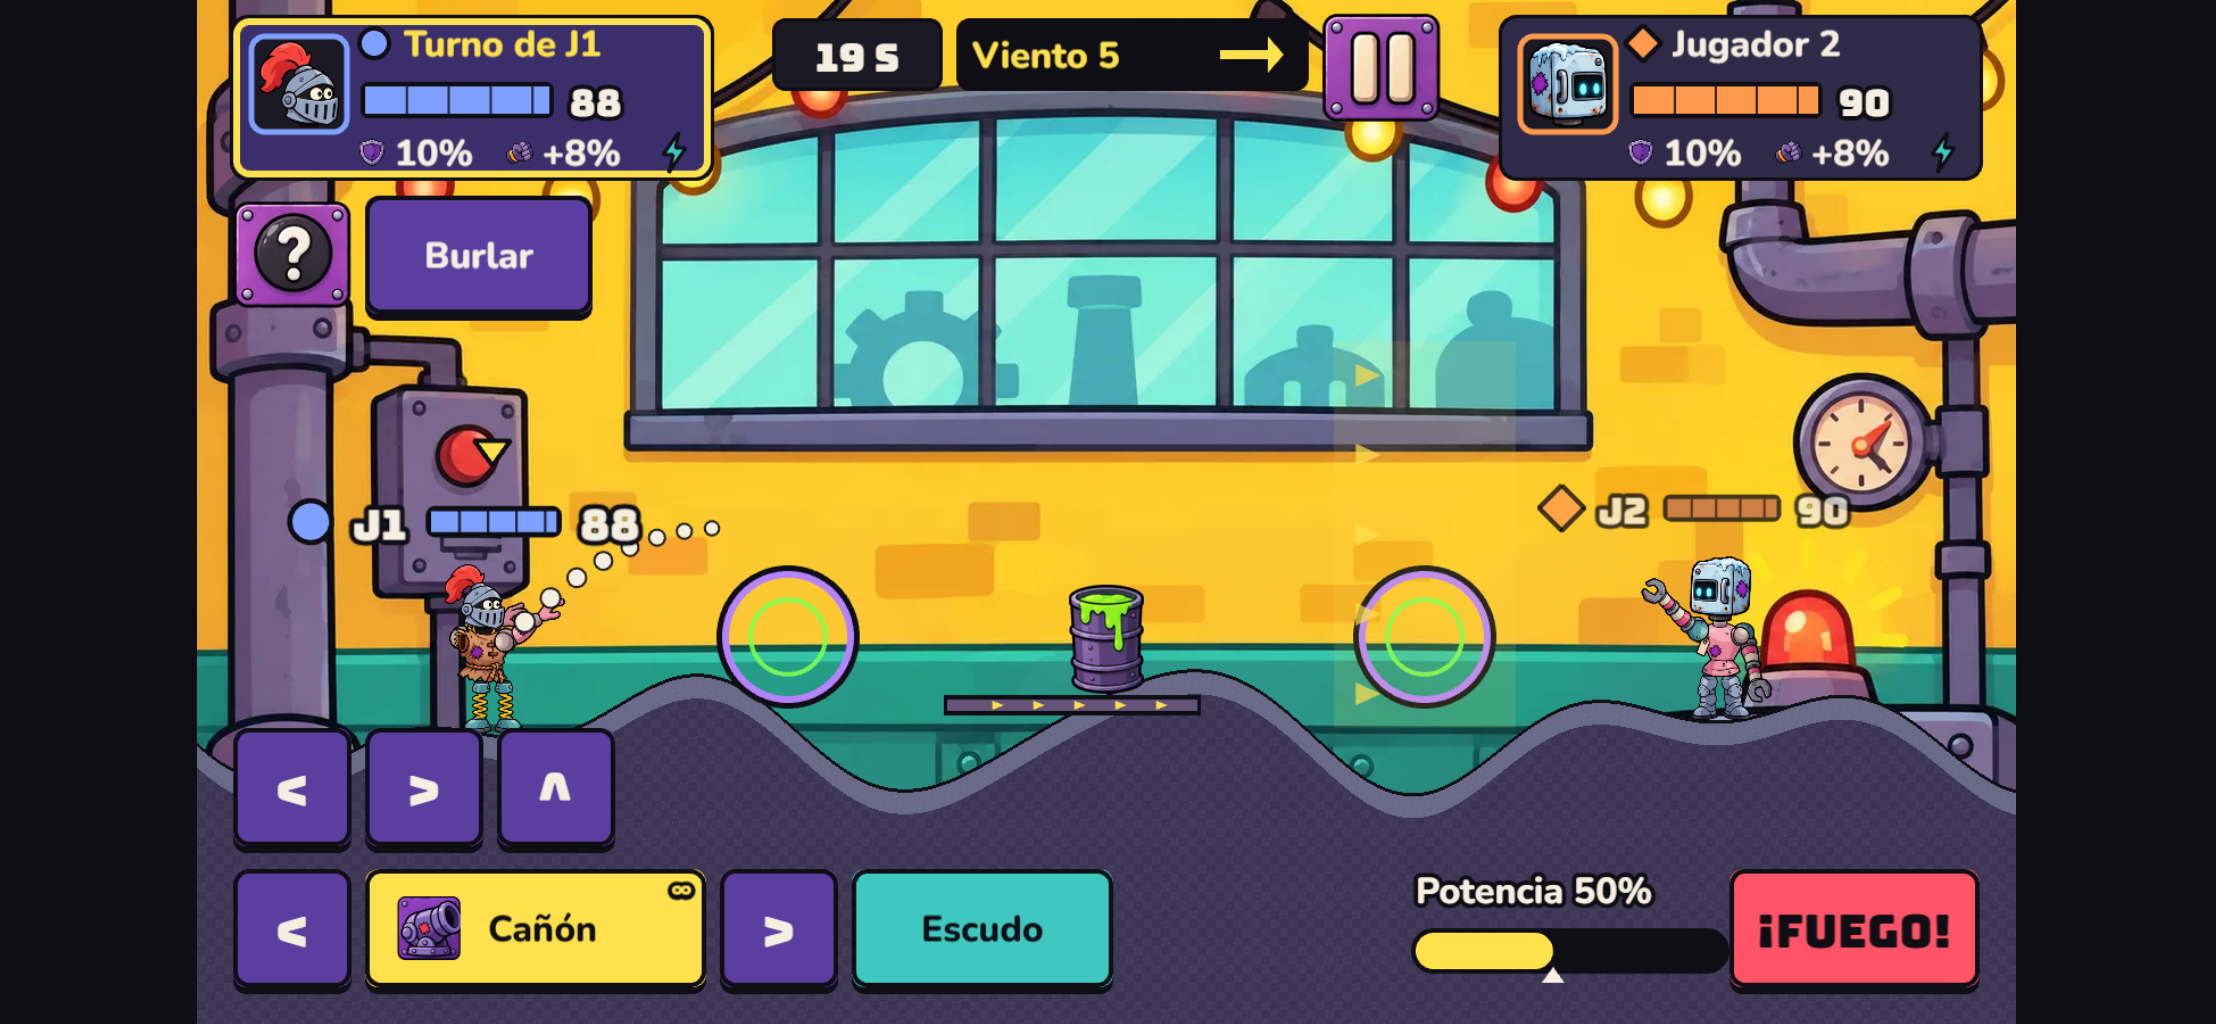 Turno de J1
88
10% +8%
19 S
Viento 5
Jugador 2
90
10% +8%
?
Burlar
J1 88
J2 90
< > ^
<
Cañón
∞
>
Escudo
Potencia 50%
¡FUEGO!